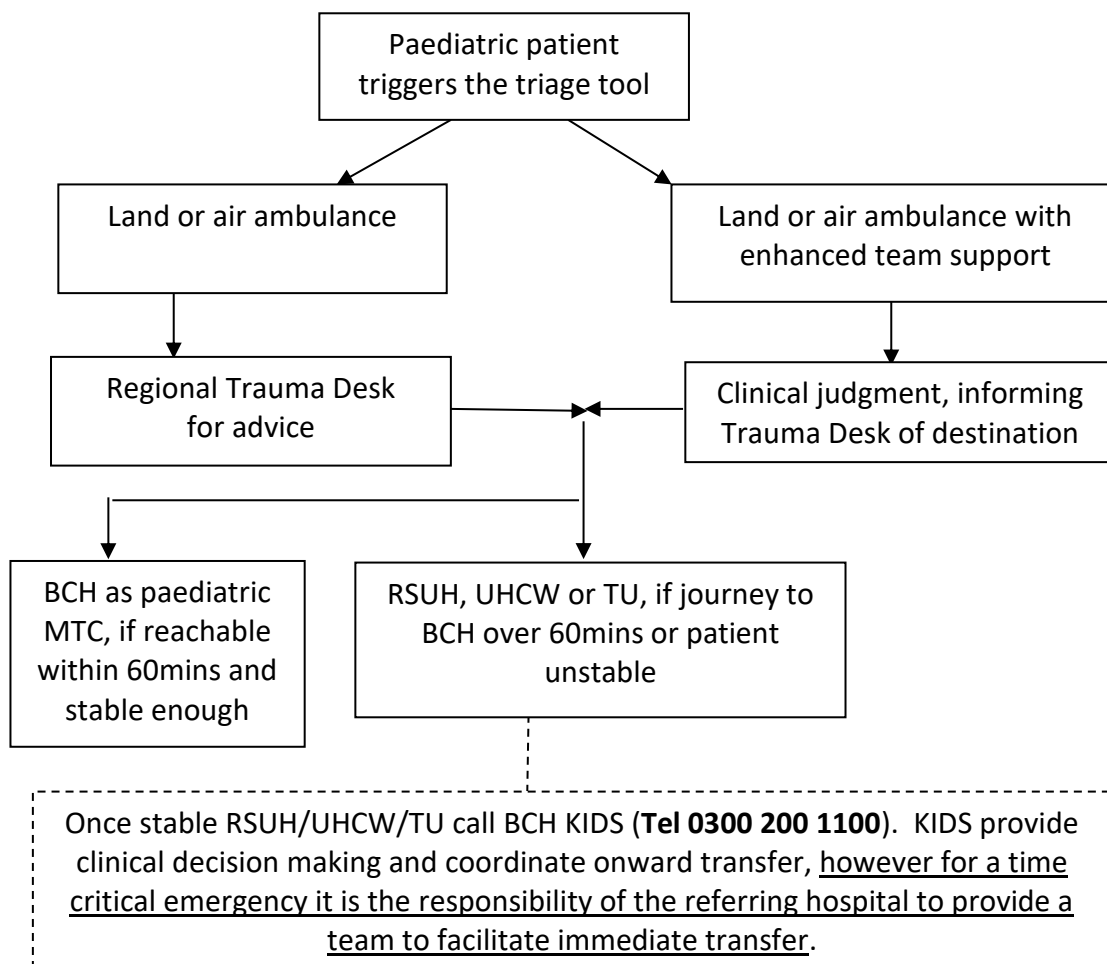 Paediatric patient
triggers the triage tool
Land or air ambulance
Land or air ambulance with
enhanced team support
Regional Trauma Desk
for advice
Clinical judgment, informing
Trauma Desk of destination
BCH as paediatric
MTC, if reachable
within 60mins and
stable enough
RSUH, UHCW or TU, if journey to
BCH over 60mins or patient
unstable
Once stable RSUH/UHCW/TU call BCH KIDS (Tel 0300 200 1100).  KIDS provide
clinical decision making and coordinate onward transfer, however for a time
critical emergency it is the responsibility of the referring hospital to provide a
team to facilitate immediate transfer.